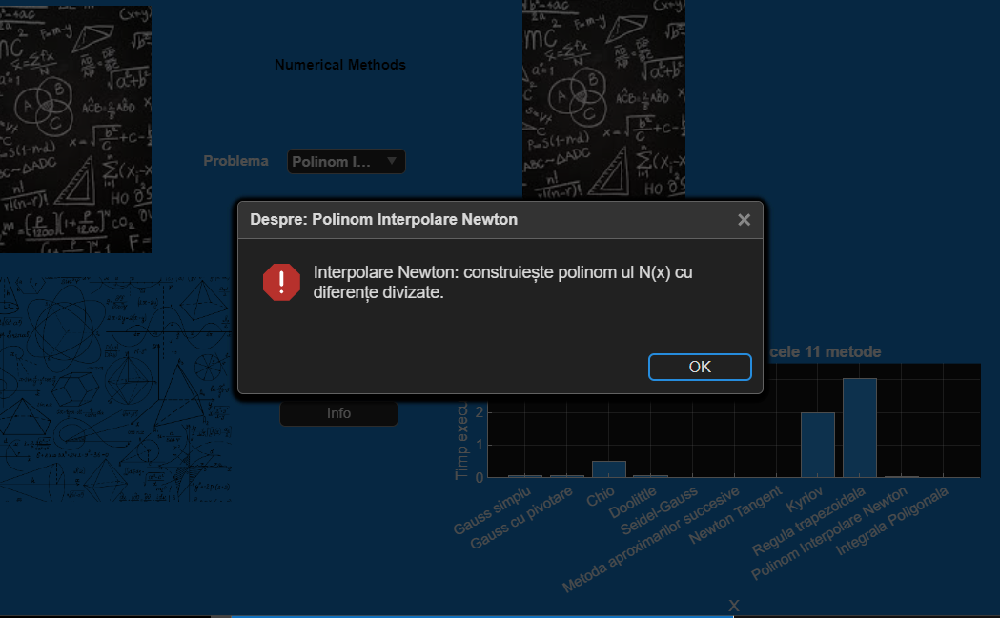 Numerical Methods
Problema
Polinom I...
Despre: Polinom Interpolare Newton
Interpolare Newton: construiește polinom ul N(x) cu
diferențe divizate.
OK
Info
cele 11 metode
Timp exec
2
1
0
Gauss simplu
Gauss cu pivotare
Chio
Doolittle
Seidel-Gauss
Metoda aproximarilor succesive
Newton Tangent
Kyrlov
Regula trapezoidala
Polinom Interpolare Newton
Integrala Poligonala
X